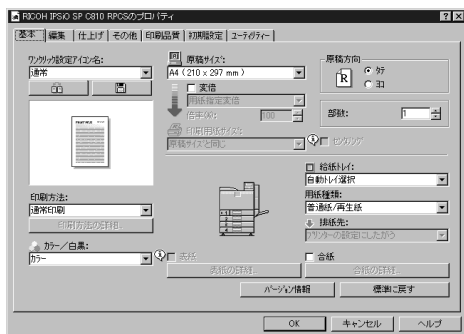 RICOH IPSiO SP C810 RPCSのプロパティ
基本 編集 仕上げ その他 印刷品質 初期設定 ユーティリティー
ワンクリック設定アイコン名:
通常
印刷方法:
通常印刷
印刷方法の詳細...
カラー/白黒:
カラー
原稿サイズ:
A4 (210 x 297 mm)
変倍
用紙指定変倍
倍率(%): 100
印刷用紙サイズ:
原稿サイズと同じ
原稿方向
タテ
ヨコ
部数: 1
センタリング
給紙トレイ:
自動トレイ選択
用紙種類:
普通紙/再生紙
排紙先:
プリンターの設定にしたがう
表紙
表紙の詳細...
合紙
合紙の詳細...
バージョン情報 標準に戻す
OK キャンセル ヘルプ